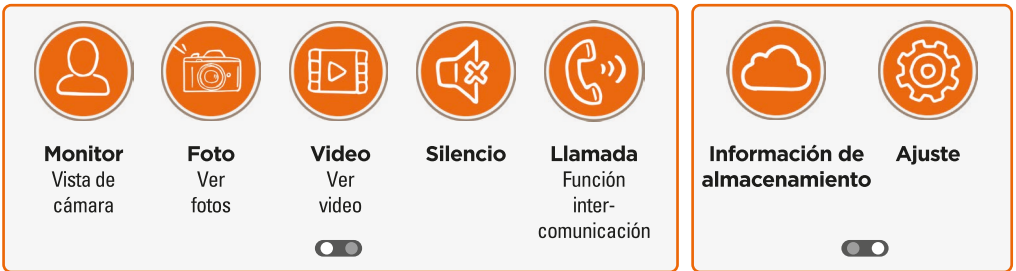 Monitor
Vista de
cámara
Foto
Ver
fotos
Video
Ver
video
Silencio
Llamada
Función
inter-
comunicación
Información de
almacenamiento
Ajuste